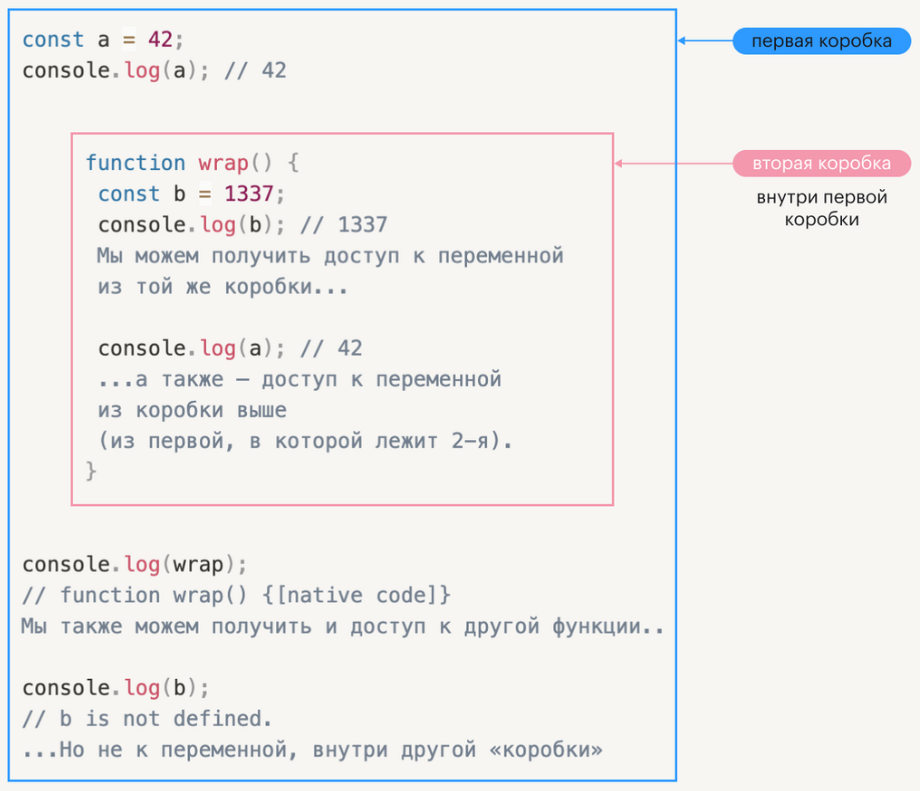 const a = 42;
первая коробка
console.log(a); // 42
function wrap() {
вторая коробка
const b = 1337;
внутри первой
коробки
console.log(b); // 1337
Мы можем получить доступ к переменной
из той же коробки...
console.log(a); // 42
...а также — доступ к переменной
из коробки выше
(из первой, в которой лежит 2-я).
}
console.log(wrap);
// function wrap() {[native code]}
Мы также можем получить и доступ к другой функции..
console.log(b);
// b is not defined.
...Но не к переменной, внутри другой «коробки»